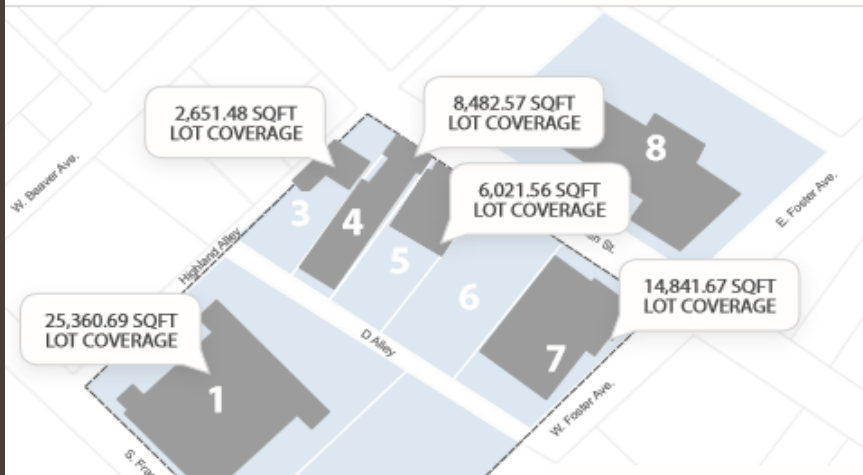 2,651.48 SQFT
LOT COVERAGE
8,482.57 SQFT
LOT COVERAGE
8
W. Beaver Ave.
6,021.56 SQFT
LOT COVERAGE
E. Foster Ave.
3
4
St.
Highland Alley
5
6
14,841.67 SQFT
LOT COVERAGE
25,360.69 SQFT
LOT COVERAGE
D Alley
7
1
W. Foster Ave.
S.